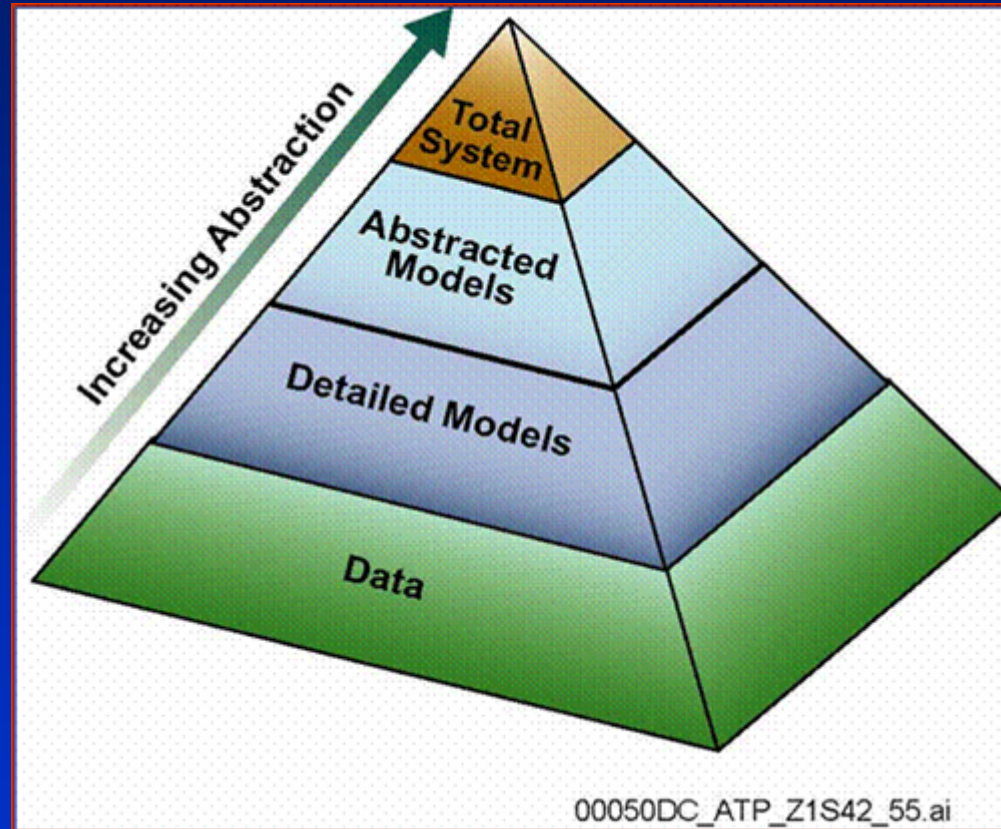 Increasing Abstraction
Total
System
Abstracted
Models
Detailed Models
Data
00050DC_ATP_Z1S42_55.ai